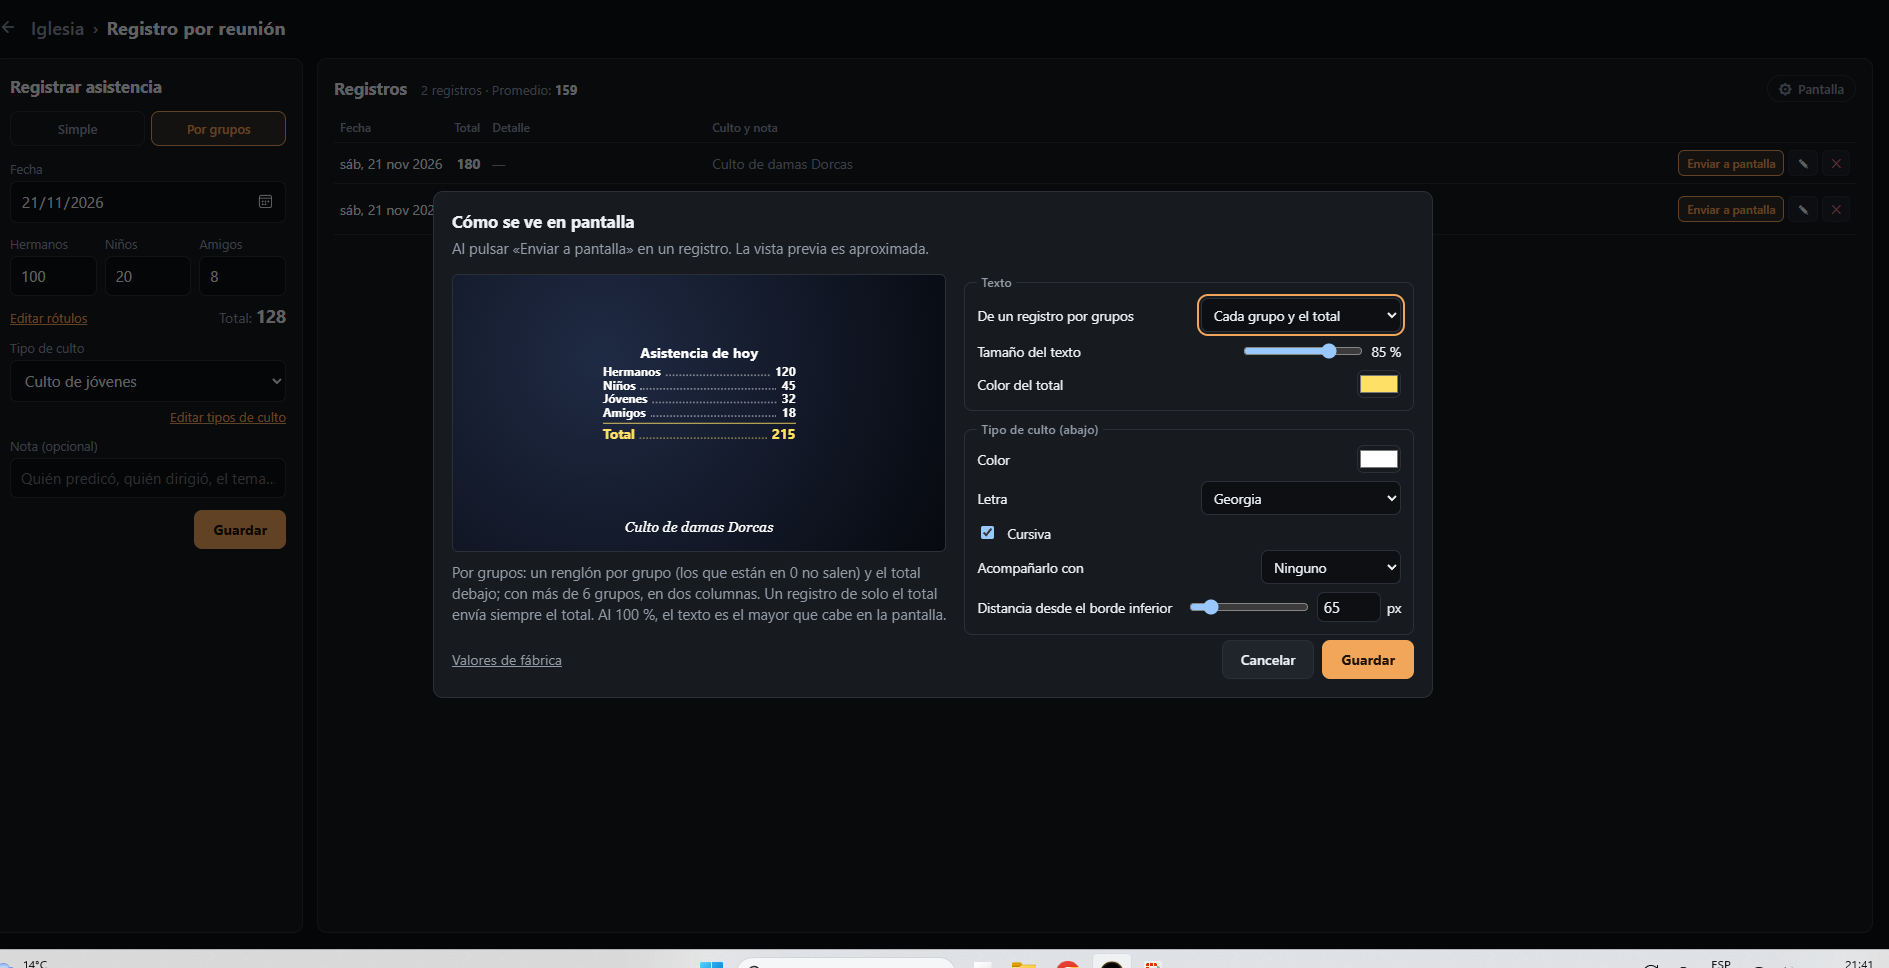 Iglesia › Registro por reunión
Registrar asistencia
Simple
Por grupos
Fecha
21/11/2026
Hermanos
Niños
Amigos
100
20
8
Editar rótulos
Total: 128
Tipo de culto
Culto de jóvenes
Editar tipos de culto
Nota (opcional)
Quién predicó, quién dirigió, el tema...
Guardar
Registros
2 registros · Promedio: 159
Pantalla
Fecha
Total
Detalle
Culto y nota
sáb, 21 nov 2026
180
—
Culto de damas Dorcas
Enviar a pantalla
sáb, 21 nov 202
Enviar a pantalla
Cómo se ve en pantalla
Al pulsar «Enviar a pantalla» en un registro. La vista previa es aproximada.
Asistencia de hoy
Hermanos 120
Niños 45
Jóvenes 32
Amigos 18
Total 215
Culto de damas Dorcas
Por grupos: un renglón por grupo (los que están en 0 no salen) y el total
debajo; con más de 6 grupos, en dos columnas. Un registro de solo el total
envía siempre el total. Al 100 %, el texto es el mayor que cabe en la pantalla.
Valores de fábrica
Texto
De un registro por grupos
Cada grupo y el total
Tamaño del texto
85 %
Color del total
Tipo de culto (abajo)
Color
Letra
Georgia
Cursiva
Acompañarlo con
Ninguno
Distancia desde el borde inferior
65
px
Cancelar
Guardar
14°C
ESP
21:41